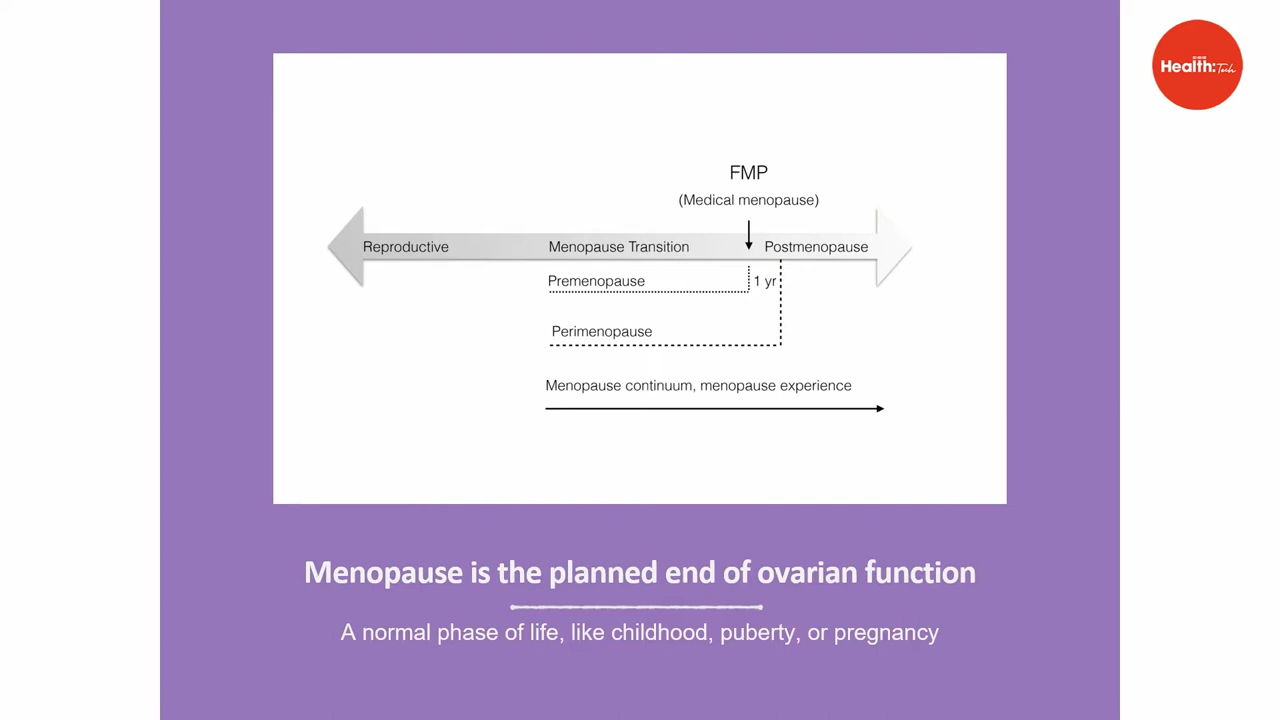 Health:Tech
FMP
(Medical menopause)
Reproductive
Menopause Transition
Postmenopause
Premenopause
1 yr
Perimenopause
Menopause continuum, menopause experience
Menopause is the planned end of ovarian function
A normal phase of life, like childhood, puberty, or pregnancy